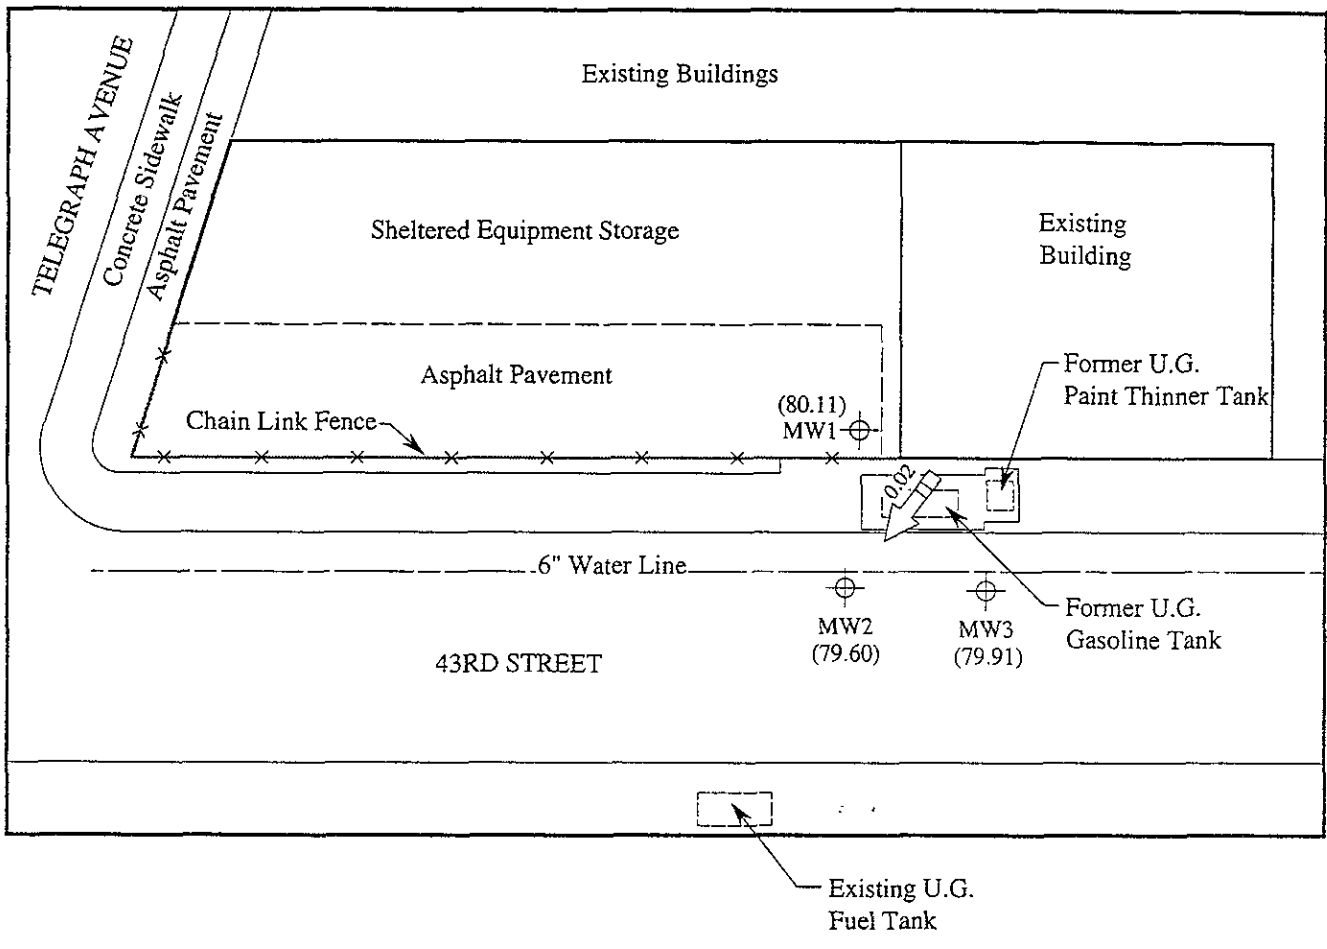 Existing Buildings
TELEGRAPH AVENUE
Concrete Sidewalk
Asphalt Pavement
Sheltered Equipment Storage
Existing
Building
Asphalt Pavement
Former U.G.
Paint Thinner Tank
Chain Link Fence
(80.11)
MW1
0.02
6" Water Line
MW2
(79.60)
MW3
(79.91)
Former U.G.
Gasoline Tank
43RD STREET
Existing U.G.
Fuel Tank